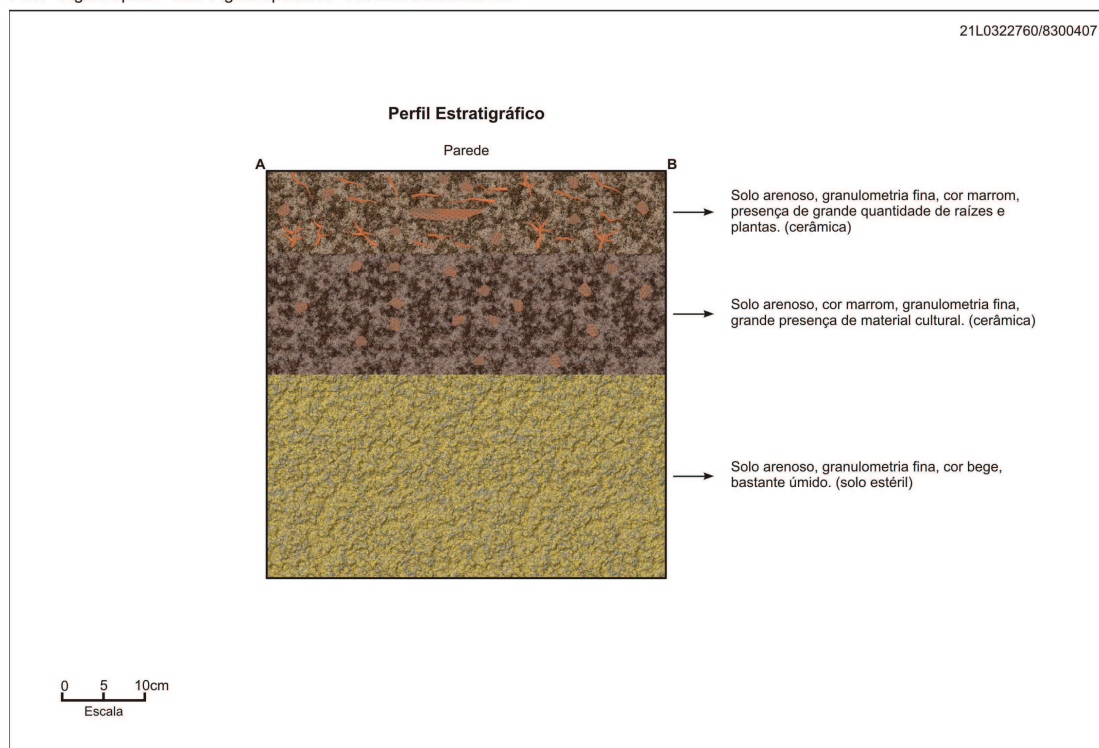 21L0322760/8300407
Perfil Estratigráfico
Parede
A
B
Solo arenoso, granulometria fina, cor marrom,
presença de grande quantidade de raízes e
plantas. (cerâmica)
Solo arenoso, cor marrom, granulometria fina,
grande presença de material cultural. (cerâmica)
Solo arenoso, granulometria fina, cor bege,
bastante úmido. (solo estéril)
0 5 10cm
Escala